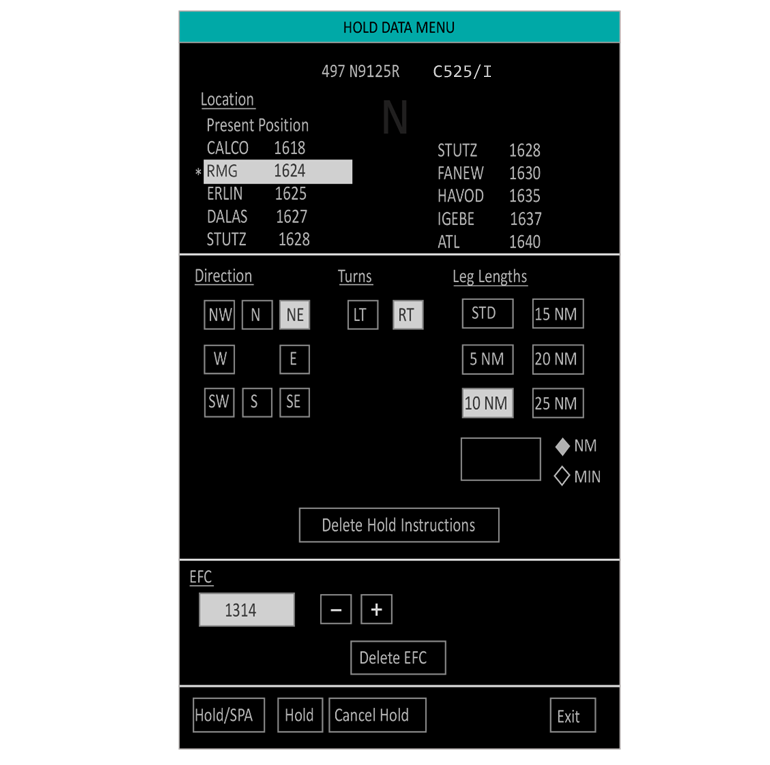 HOLD DATA MENU
497 N9125R C525/I
Location
N
Present Position
CALCO 1618
* RMG 1624
ERLIN 1625
DALAS 1627
STUTZ 1628
STUTZ 1628
FANEW 1630
HAVOD 1635
IGEBE 1637
ATL 1640
Direction
NW N NE
W E
SW S SE
Turns
LT RT
Leg Lengths
STD 15 NM
5 NM 20 NM
10 NM 25 NM
NM
MIN
Delete Hold Instructions
EFC
1314 − +
Delete EFC
Hold/SPA Hold Cancel Hold Exit